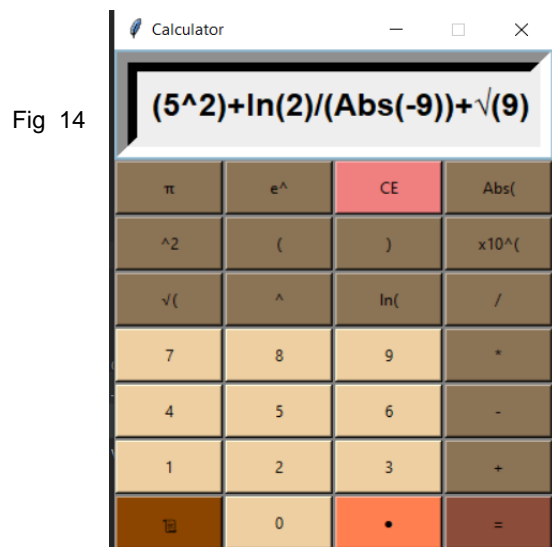 Calculator
Fig 14
(5^2)+ln(2)/(Abs(-9))+√(9)
π e^ CE Abs(
^2 ( ) x10^(
√( ^ ln( /
7 8 9 *
4 5 6 -
1 2 3 +
0 • =